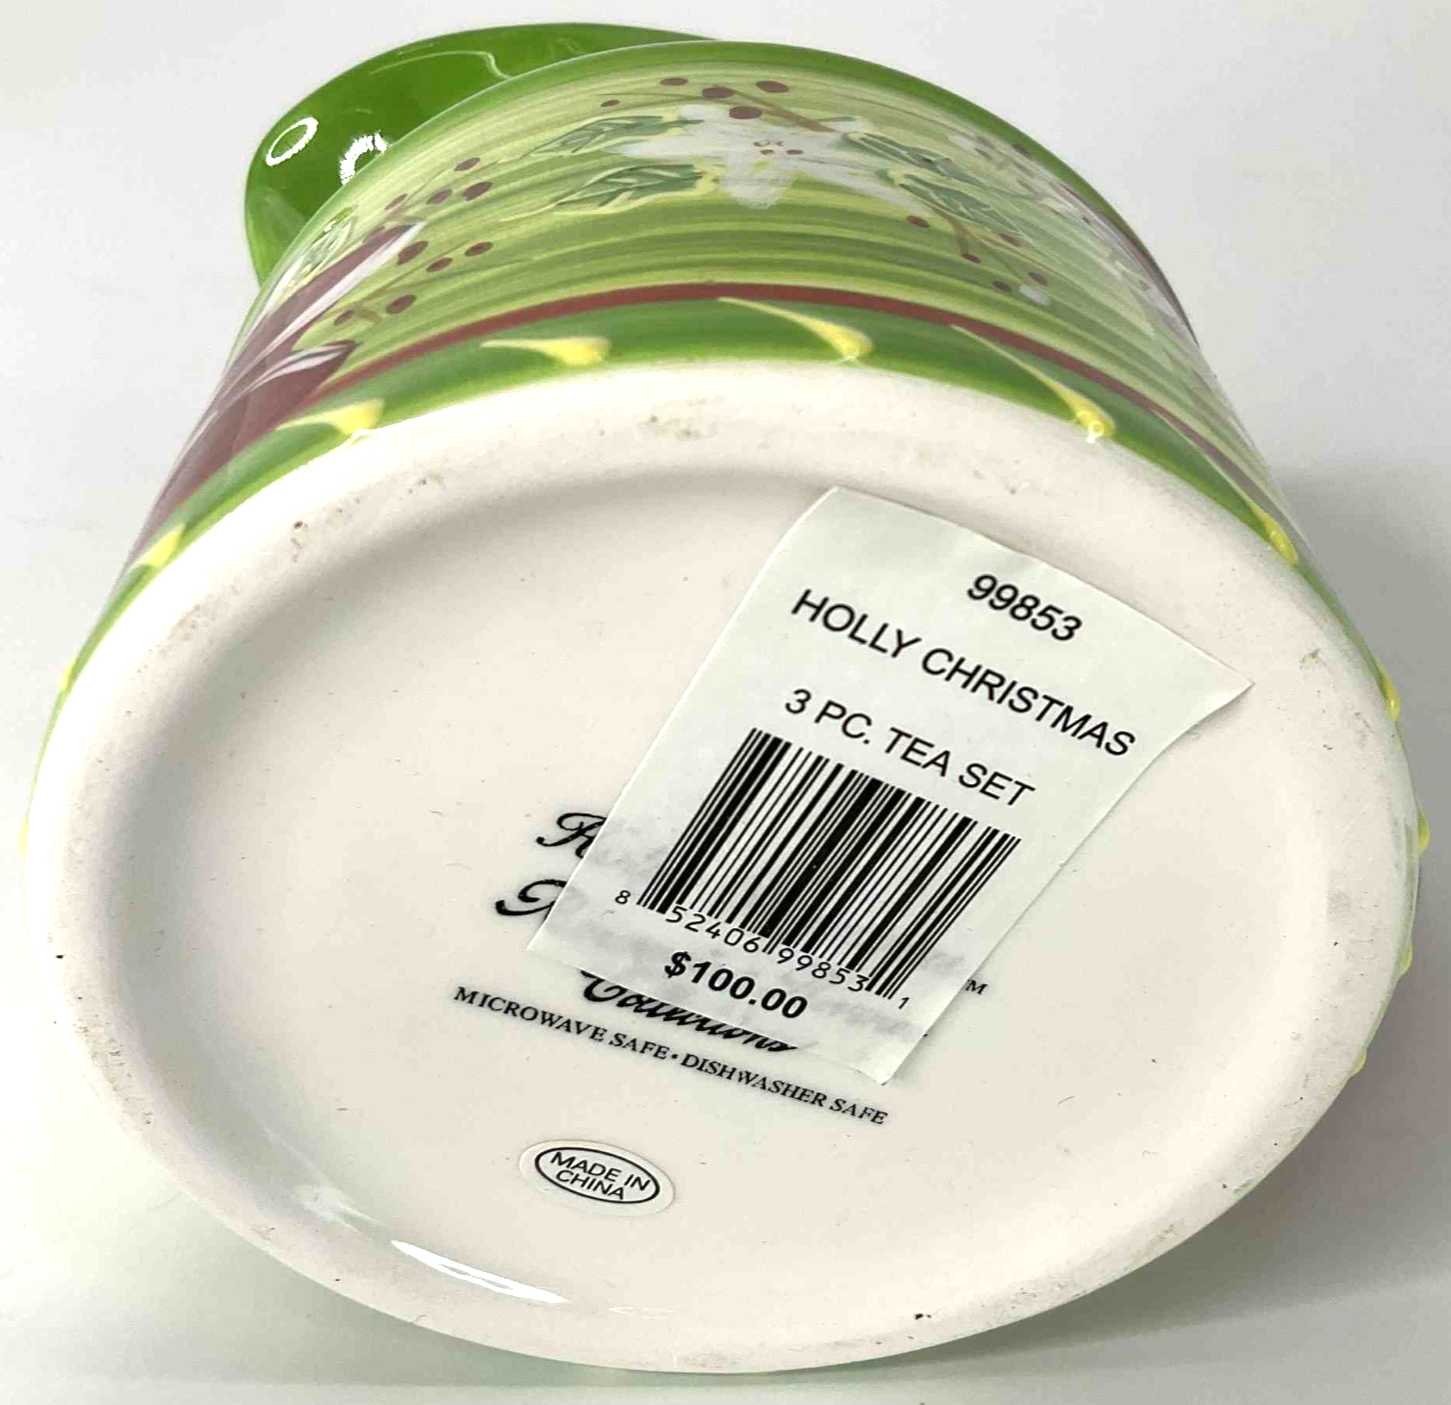 99853
HOLLY CHRISTMAS
3 PC. TEA SET
8 52406 99853 1
$100.00
MICROWAVE SAFE • DISHWASHER SAFE
MADE IN
CHINA